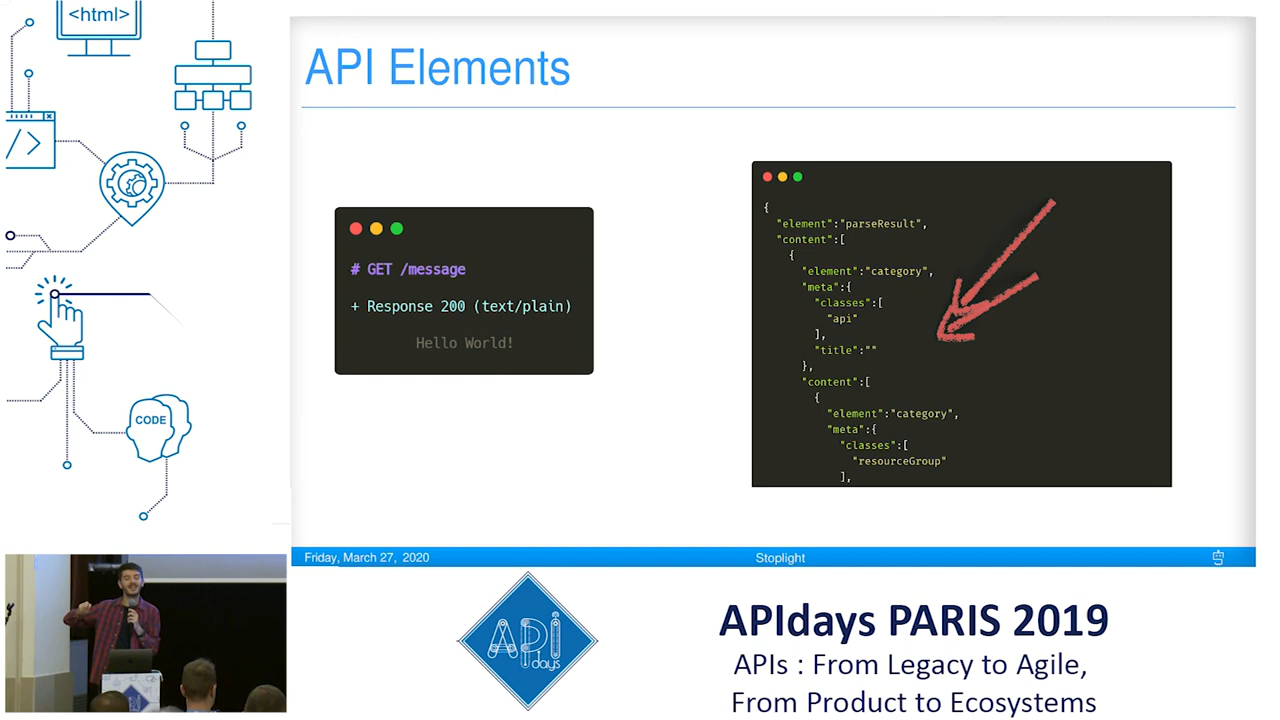 <html>
</>
CODE
API Elements
# GET /message
+ Response 200 (text/plain)
Hello World!
{
"element":"parseResult",
"content":[
{
"element":"category",
"meta":{
"classes":[
"api"
],
"title":""
},
"content":[
{
"element":"category",
"meta":{
"classes":[
"resourceGroup"
],
Friday, March 27, 2020
Stoplight
API
days
APIdays PARIS 2019
APIs : From Legacy to Agile,
From Product to Ecosystems